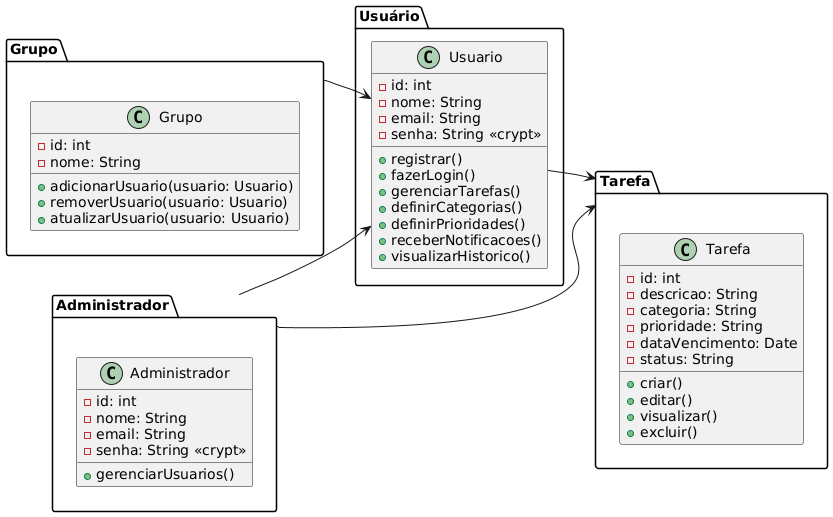 Grupo
C Grupo
id: int
nome: String
adicionarUsuario(usuario: Usuario)
removerUsuario(usuario: Usuario)
atualizarUsuario(usuario: Usuario)
Usuário
C Usuario
id: int
nome: String
email: String
senha: String «crypt»
registrar()
fazerLogin()
gerenciarTarefas()
definirCategorias()
definirPrioridades()
receberNotificacoes()
visualizarHistorico()
Administrador
C Administrador
id: int
nome: String
email: String
senha: String «crypt»
gerenciarUsuarios()
Tarefa
C Tarefa
id: int
descricao: String
categoria: String
prioridade: String
dataVencimento: Date
status: String
criar()
editar()
visualizar()
excluir()